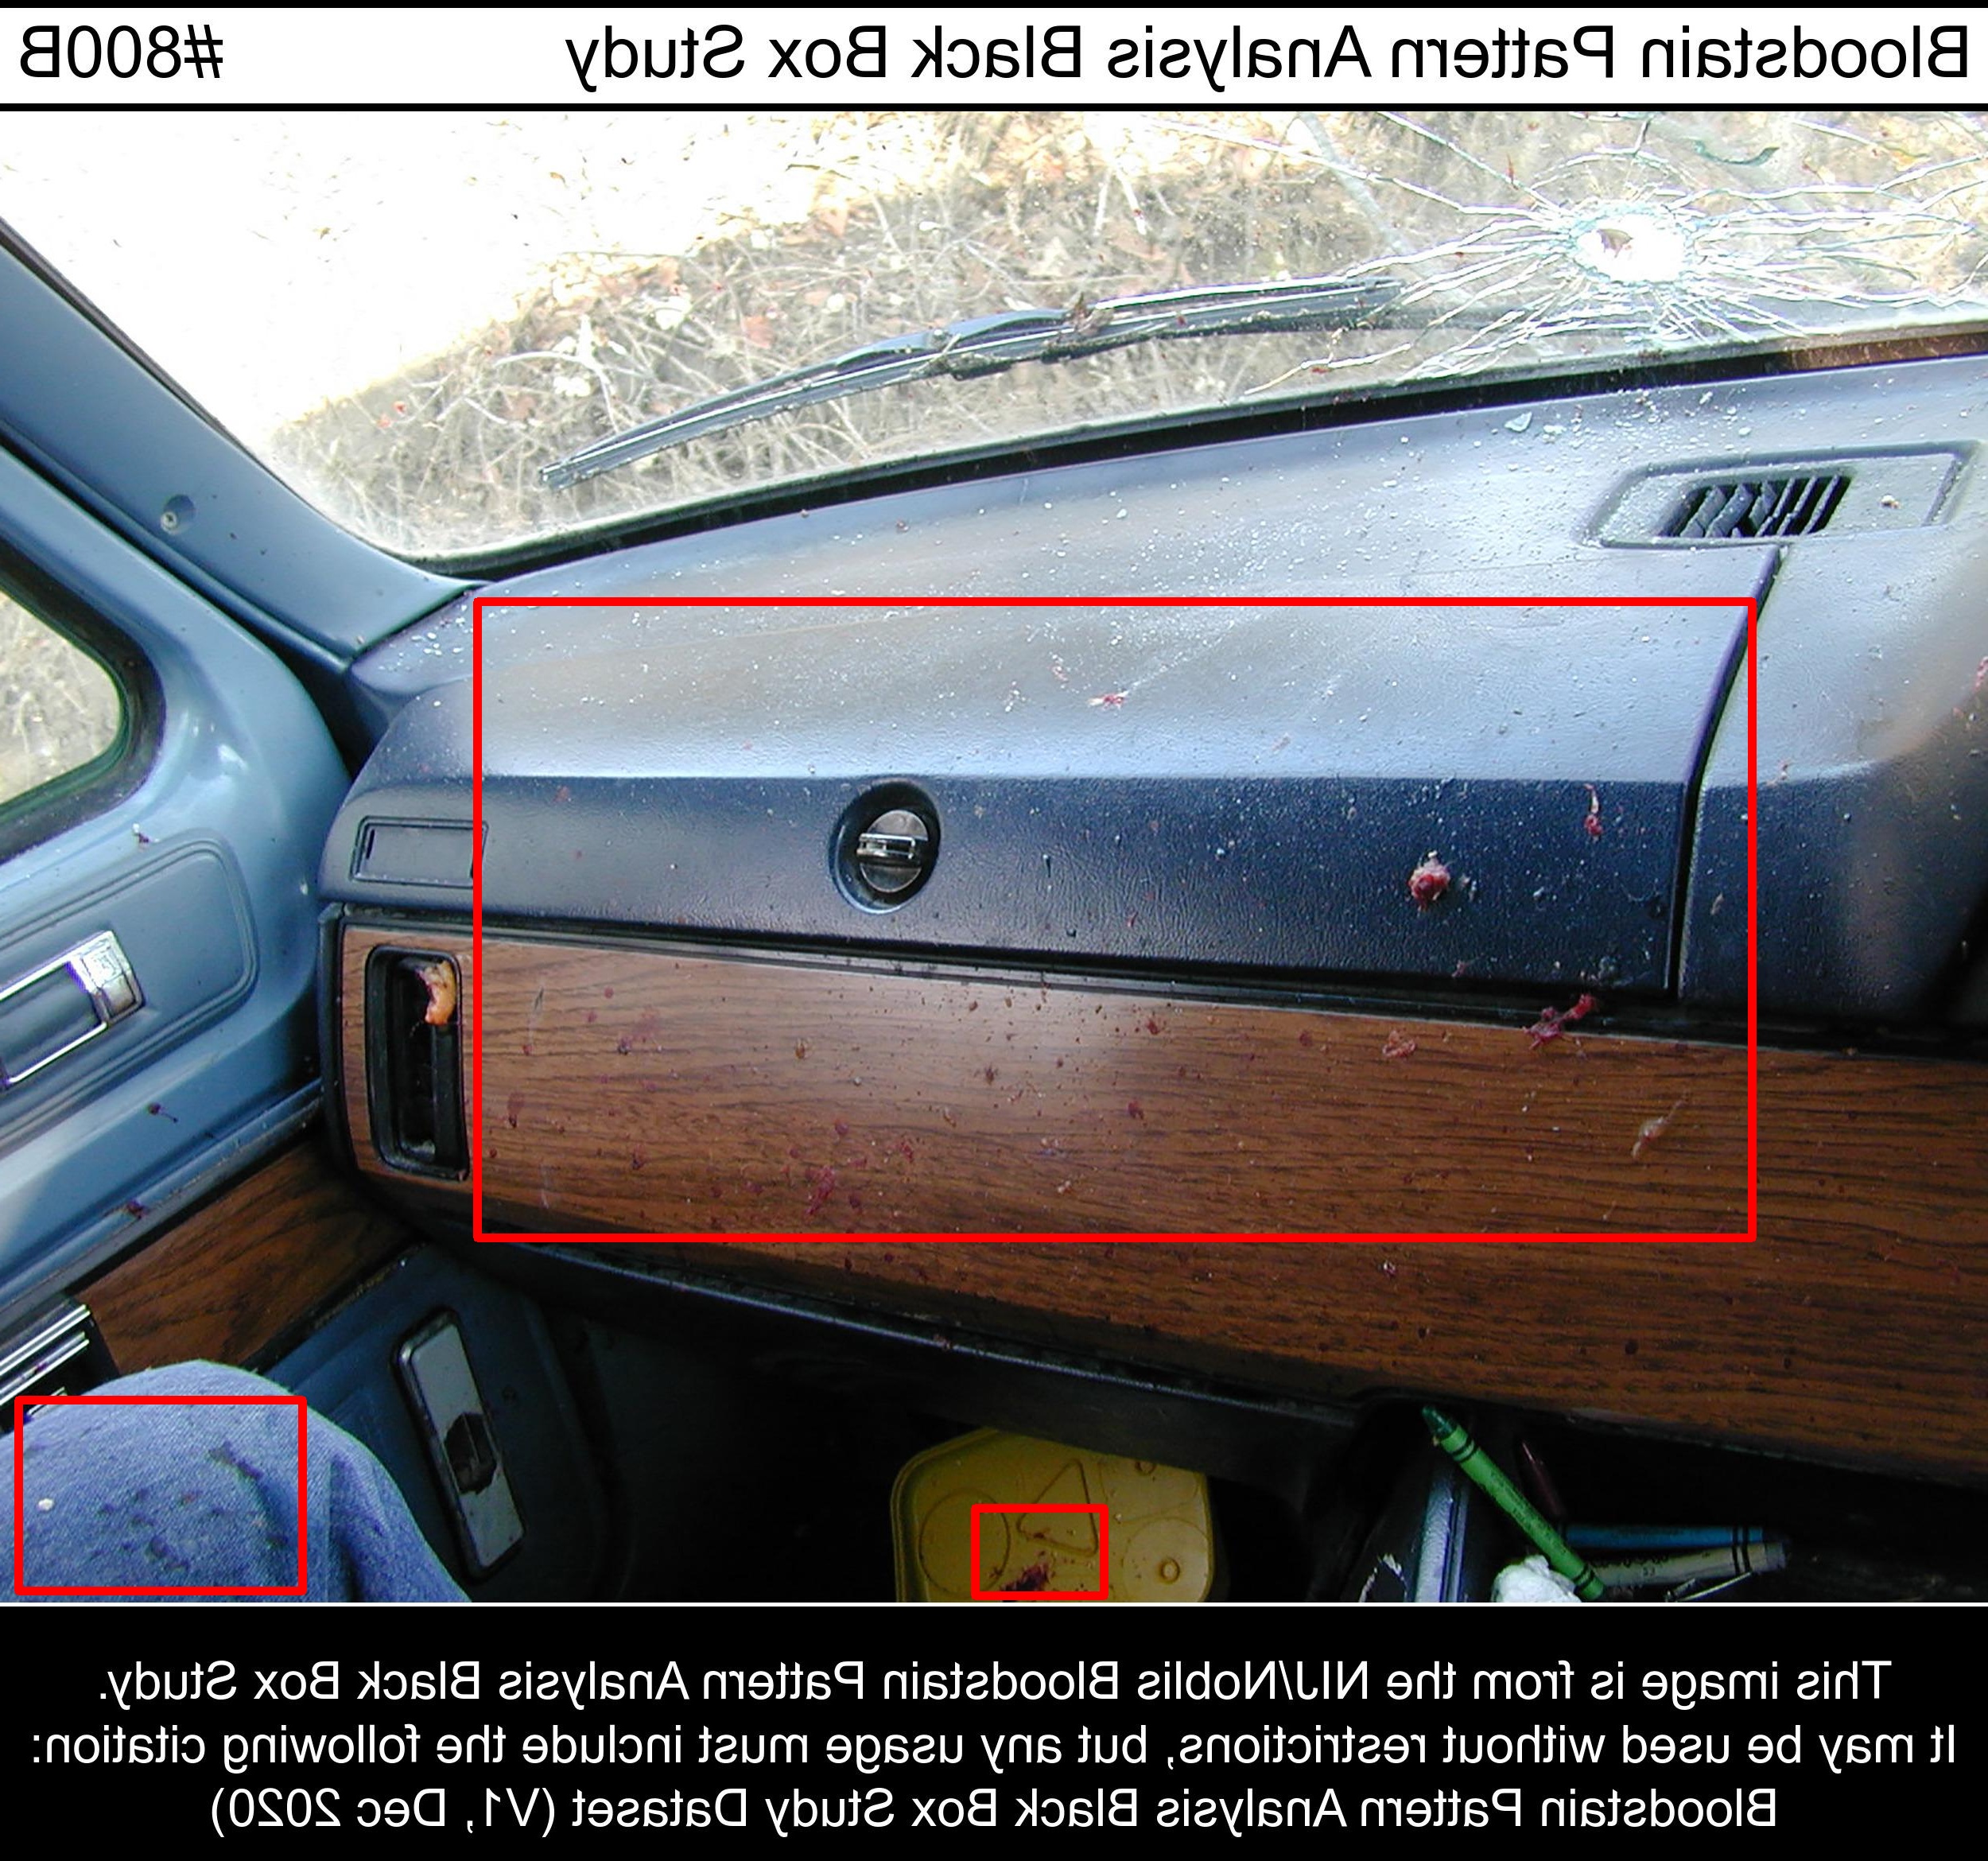 Bloodstain Pattern Analysis Black Box Study #800B
This image is from the NIJ/Noblis Bloodstain Pattern Analysis Black Box Study.
It may be used without restrictions, but any usage must include the following citation:
Bloodstain Pattern Analysis Black Box Study Dataset (V1, Dec 2020)